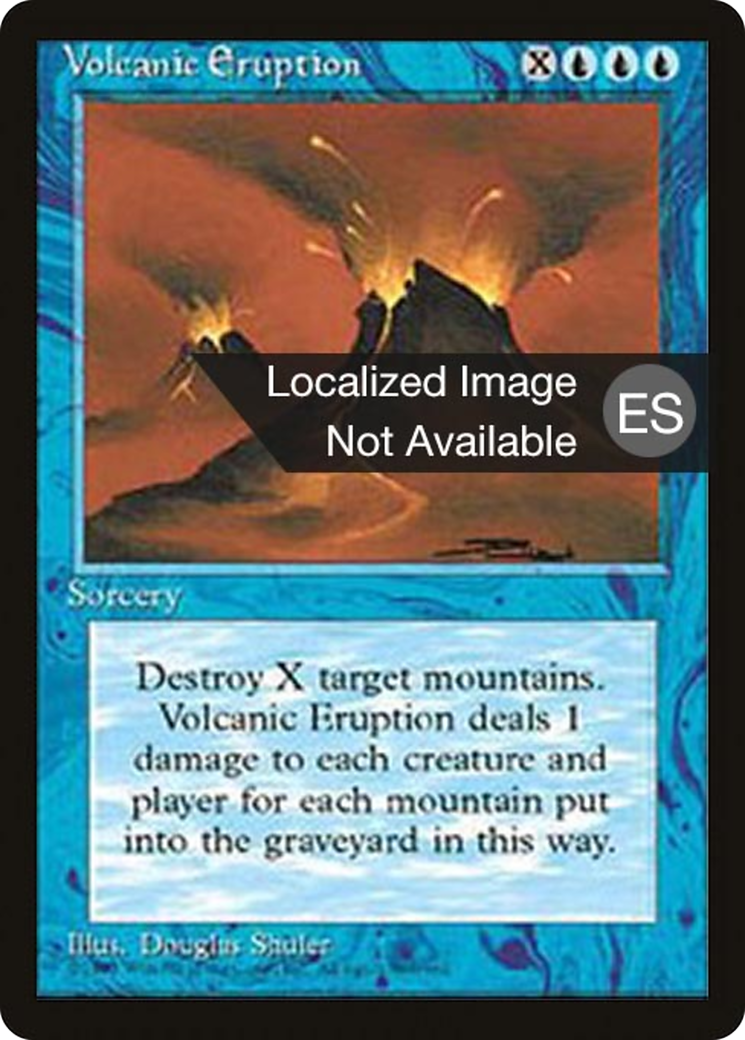 Volcanic Eruption X
Localized Image
Not Available
ES
Sorcery
Destroy X target mountains.
Volcanic Eruption deals 1
damage to each creature and
player for each mountain put
into the graveyard in this way.
Illus. Douglas Shuler